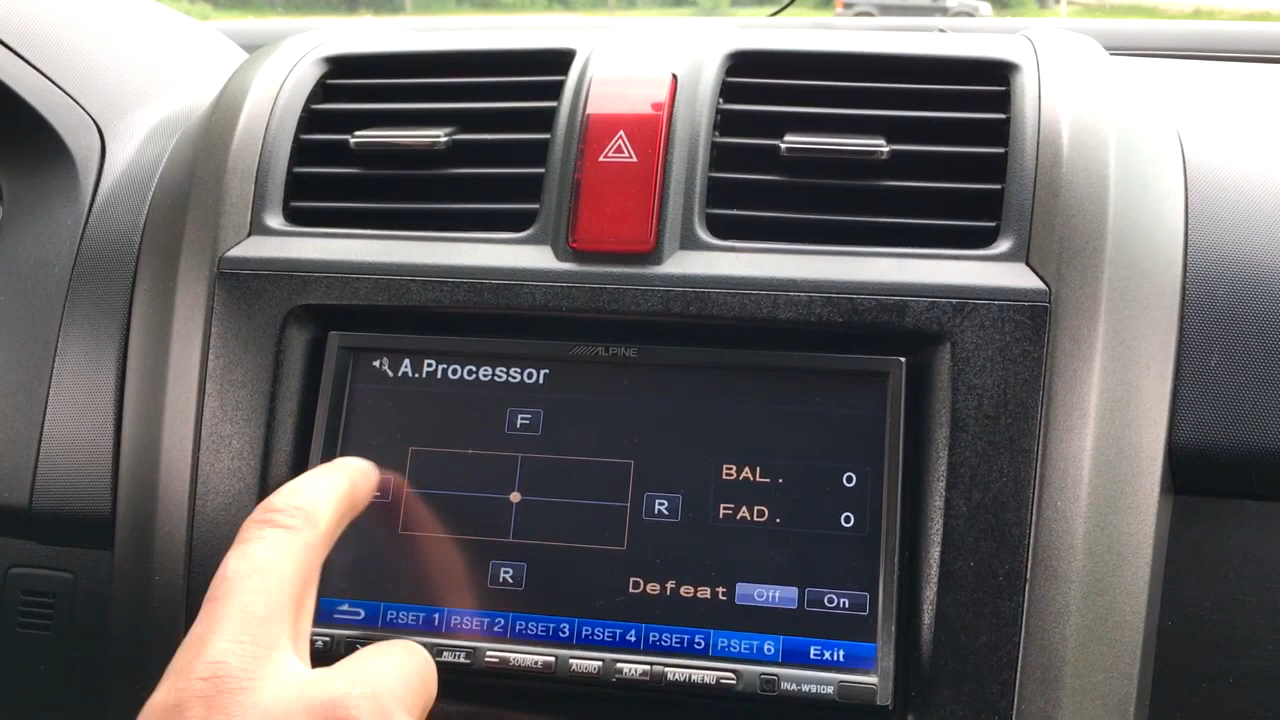 ALPINE
A.Processor
F
L
R
R
BAL. 0
FAD. 0
Defeat Off On
P.SET 1 P.SET 2 P.SET 3 P.SET 4 P.SET 5 P.SET 6 Exit
MUTE SOURCE AUDIO MAP NAVI MENU INA-W910R